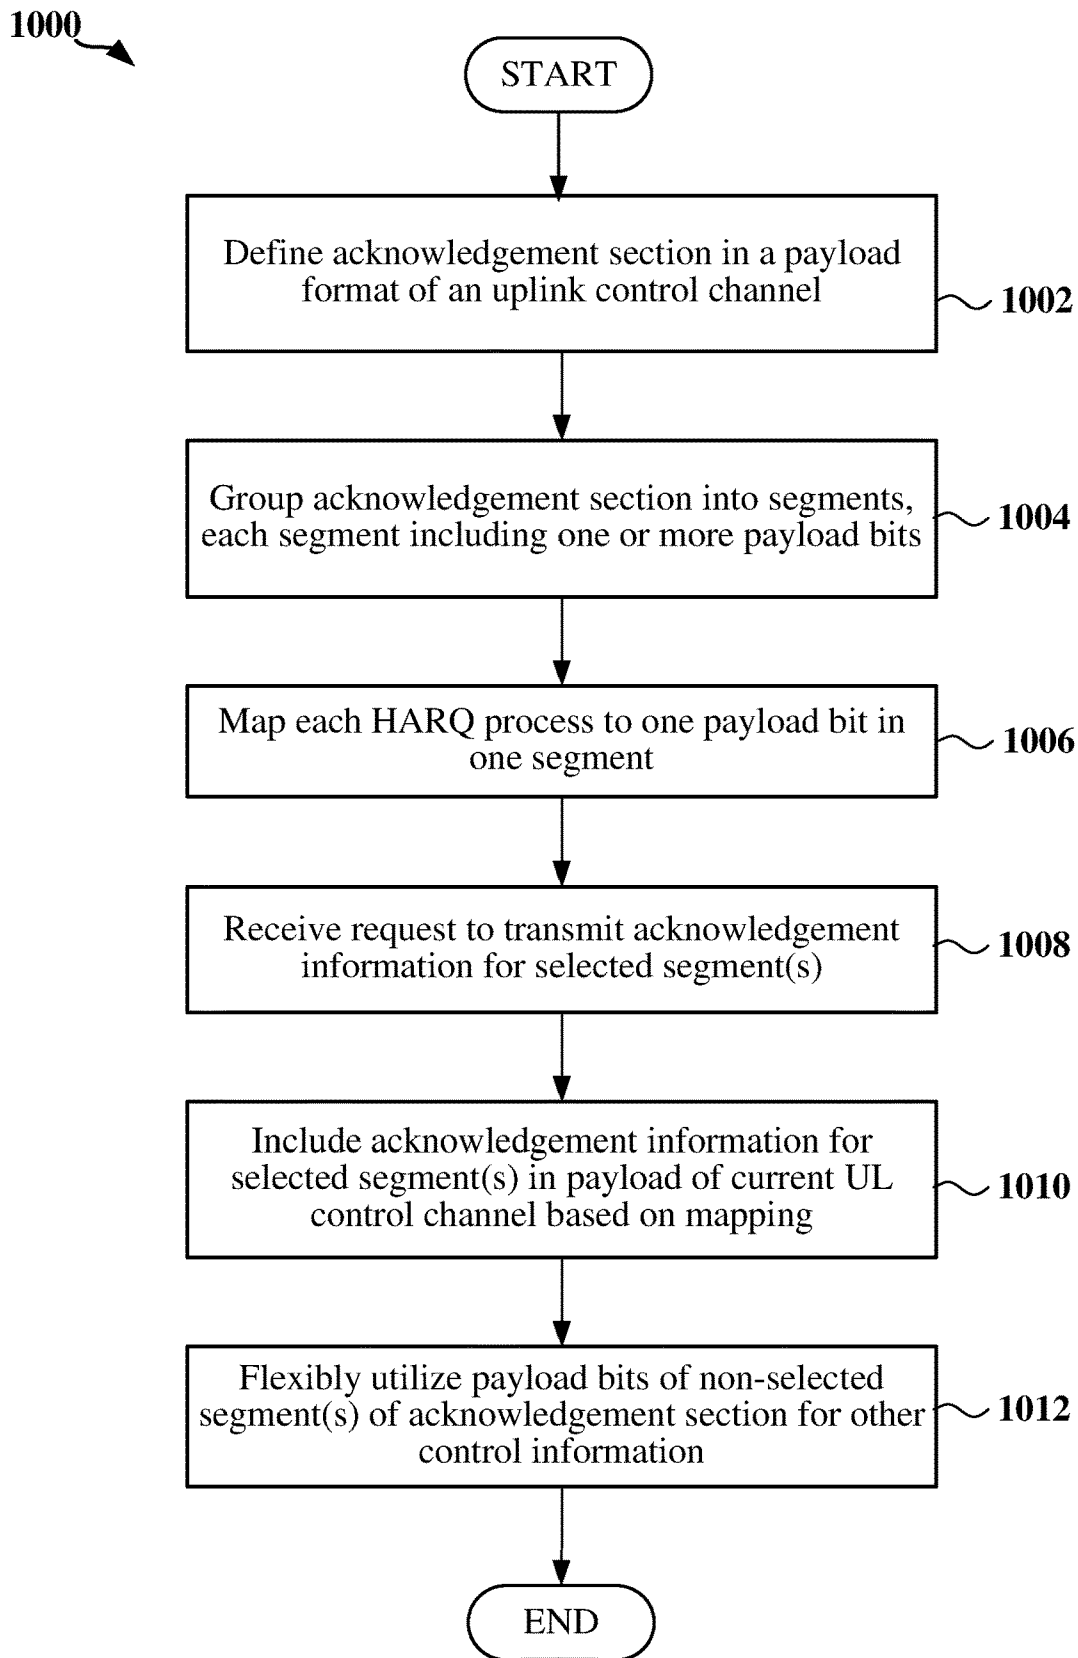 1000
START
Define acknowledgement section in a payload
format of an uplink control channel
1002
Group acknowledgement section into segments,
each segment including one or more payload bits
1004
Map each HARQ process to one payload bit in
one segment
1006
Receive request to transmit acknowledgement
information for selected segment(s)
1008
Include acknowledgement information for
selected segment(s) in payload of current UL
control channel based on mapping
1010
Flexibly utilize payload bits of non-selected
segment(s) of acknowledgement section for other
control information
1012
END